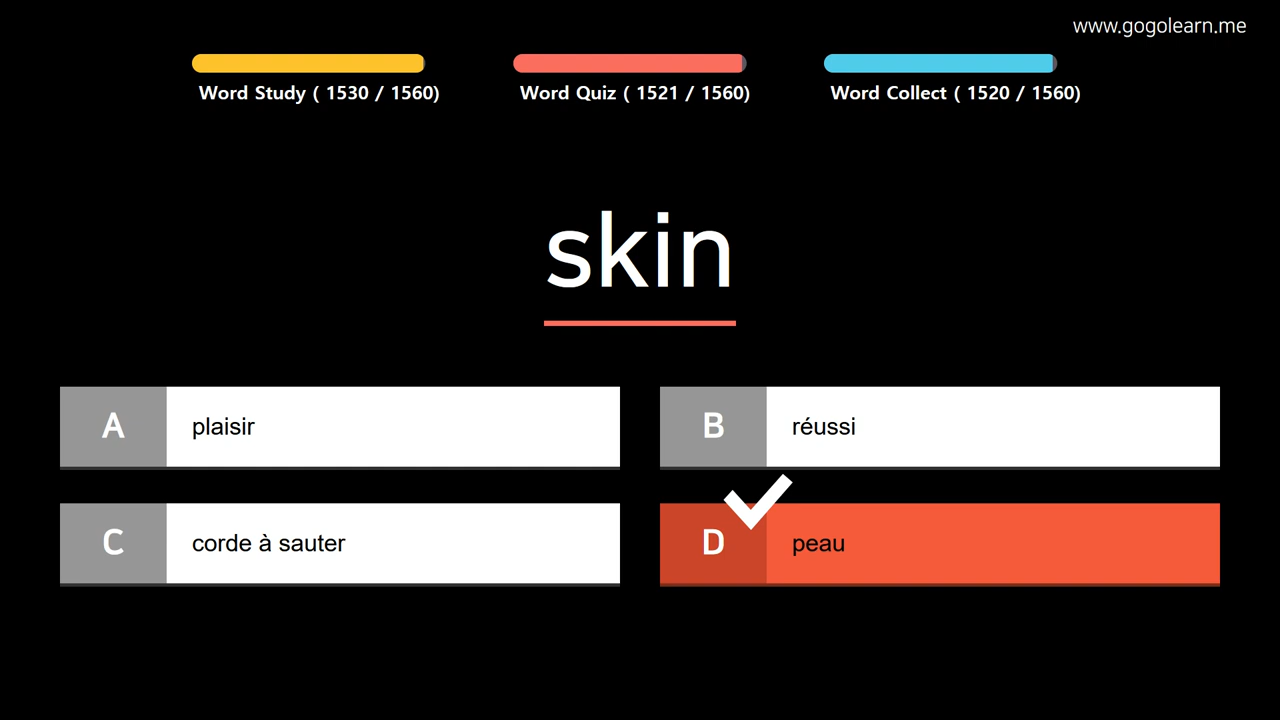 www.gogolearn.me
Word Study ( 1530 / 1560)
Word Quiz ( 1521 / 1560)
Word Collect ( 1520 / 1560)
skin
A plaisir
B réussi
C corde à sauter
D peau